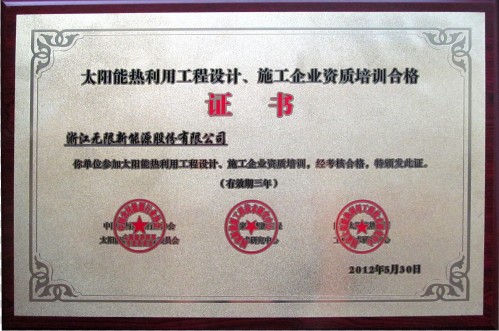 太阳能热利用工程设计、施工企业资质培训合格
证 书
浙江无限新能源股份有限公司
你单位参加太阳能热利用工程设计、施工企业资质培训，经考核合格，特颁发此证。
（有效期三年）
2012年5月30日